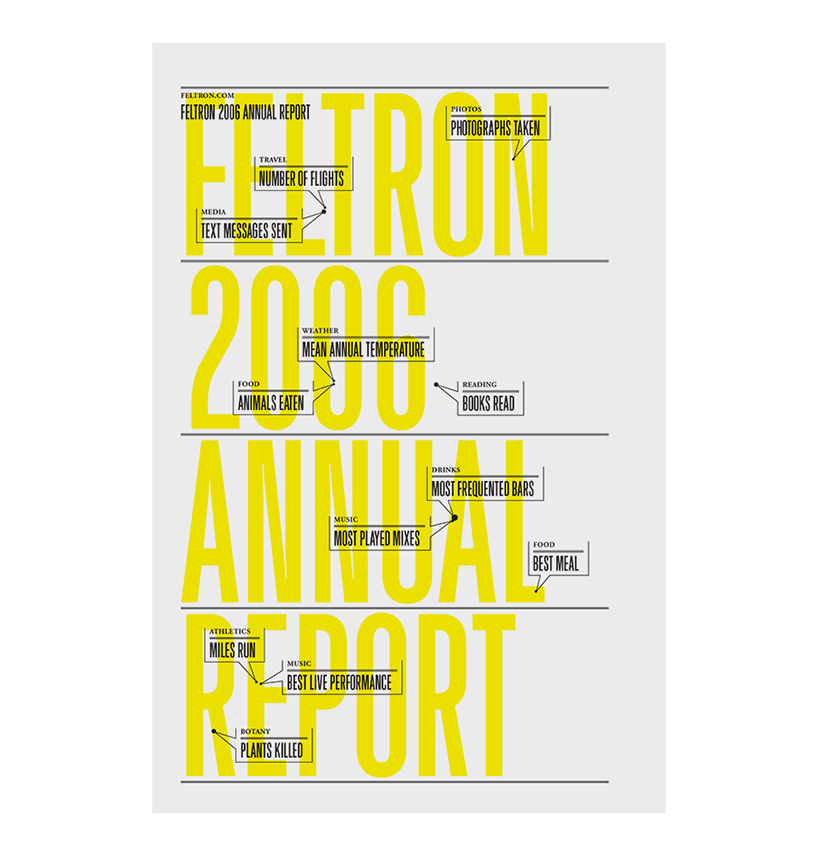 FELTRON.COM
FELTRON 2006 ANNUAL REPORT
FELTRON
PHOTOS
PHOTOGRAPHS TAKEN
TRAVEL
NUMBER OF FLIGHTS
MEDIA
TEXT MESSAGES SENT
2006
WEATHER
MEAN ANNUAL TEMPERATURE
FOOD
ANIMALS EATEN
READING
BOOKS READ
ANNUAL
DRINKS
MOST FREQUENTED BARS
MUSIC
MOST PLAYED MIXES
FOOD
BEST MEAL
REPORT
ATHLETICS
MILES RUN
MUSIC
BEST LIVE PERFORMANCE
BOTANY
PLANTS KILLED